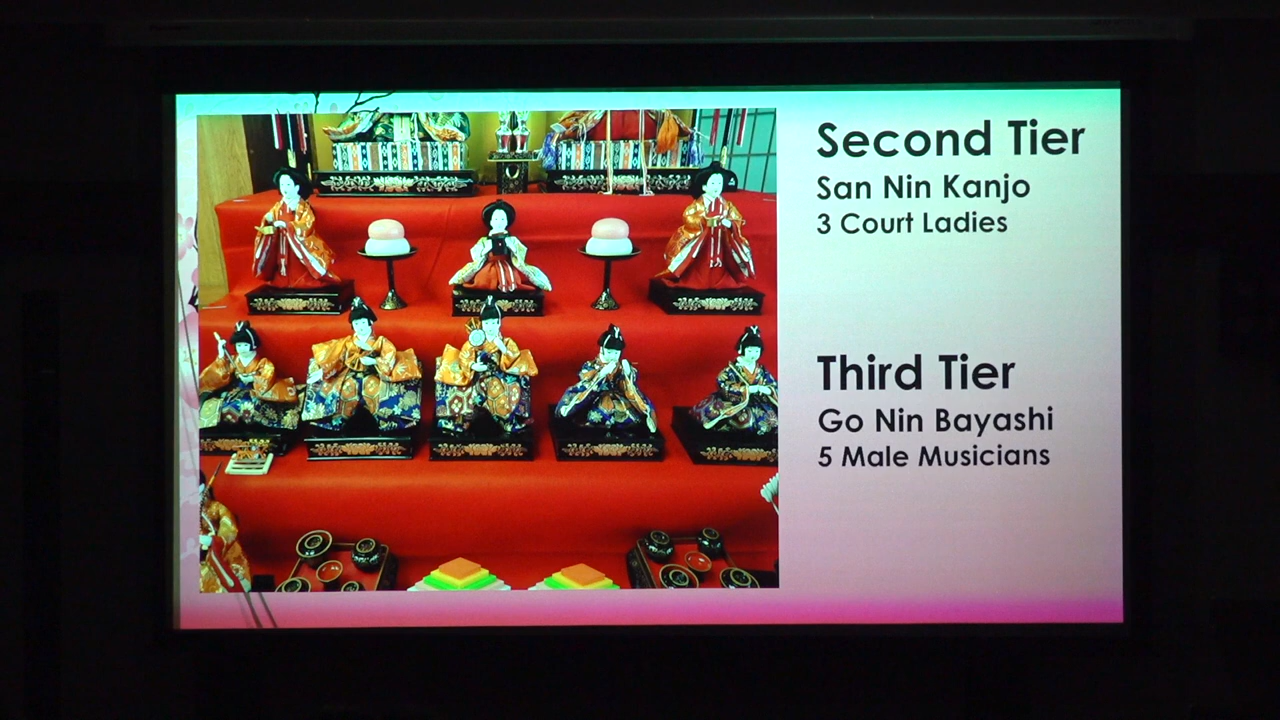 Second Tier
San Nin Kanjo
3 Court Ladies
Third Tier
Go Nin Bayashi
5 Male Musicians